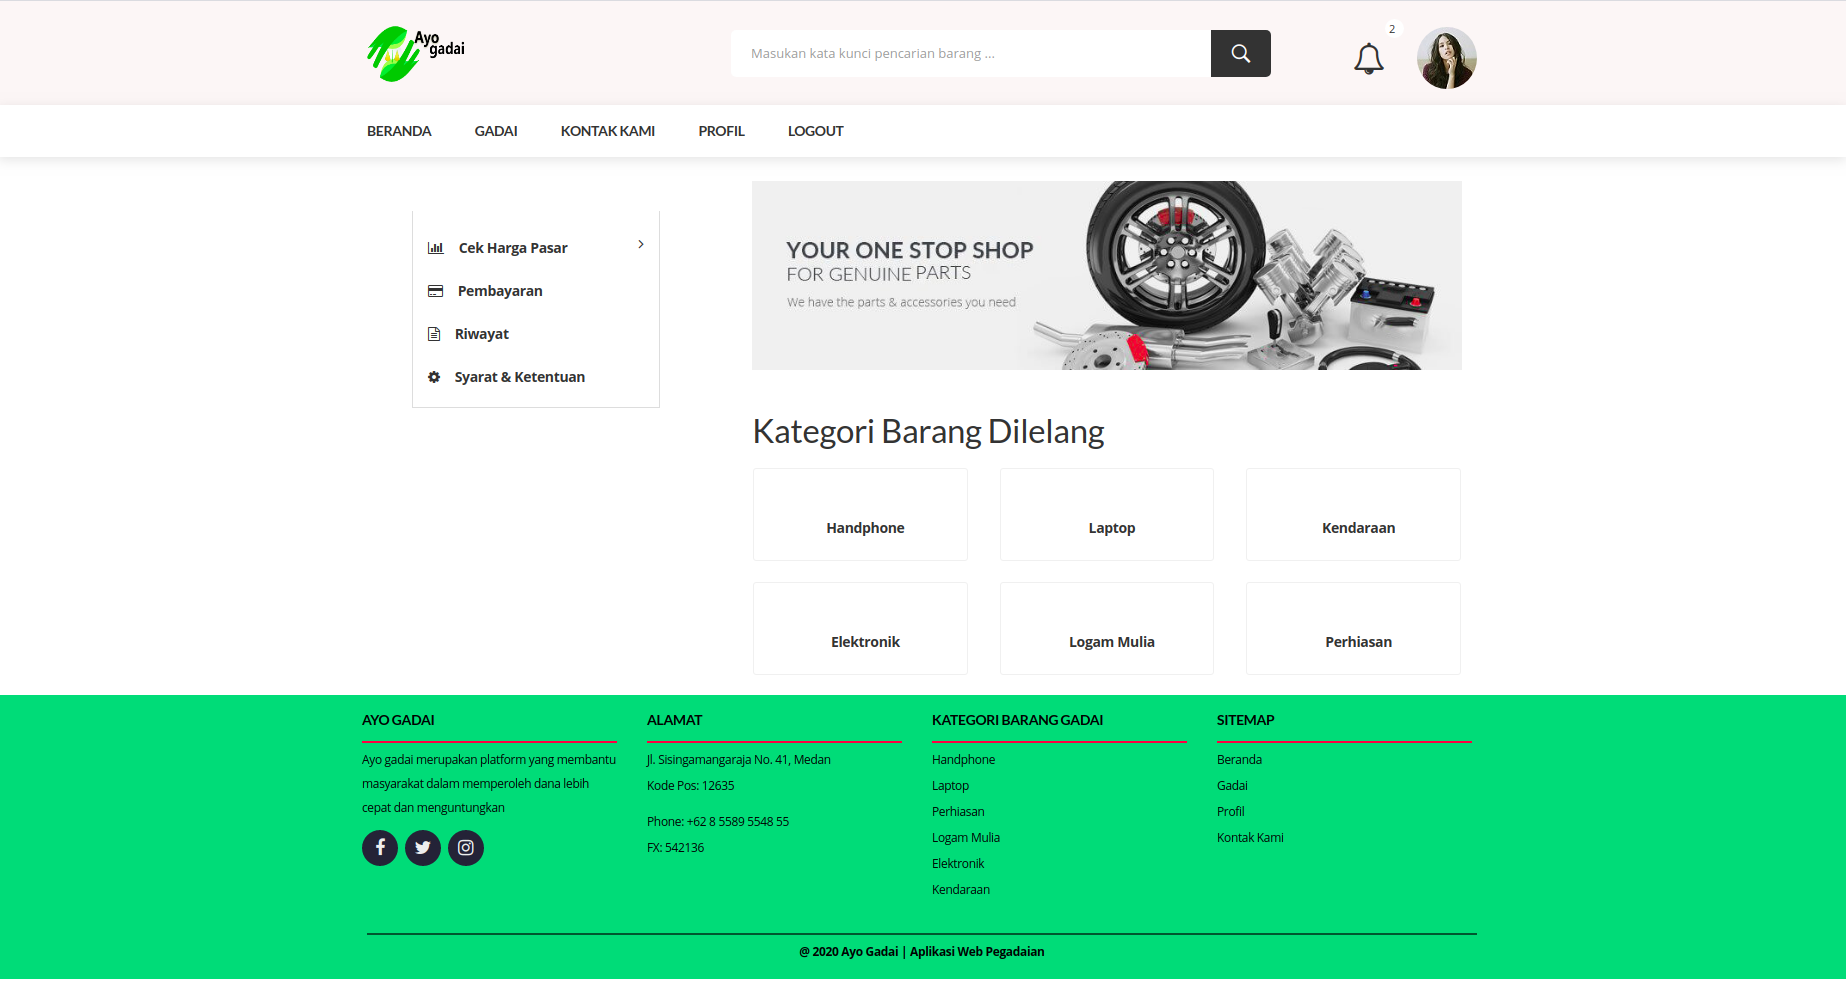 Ayo
gadai
Masukan kata kunci pencarian barang ...
2
BERANDA
GADAI
KONTAK KAMI
PROFIL
LOGOUT
Cek Harga Pasar
Pembayaran
Riwayat
Syarat & Ketentuan
YOUR ONE STOP SHOP
FOR GENUINE PARTS
We have the parts & accessories you need
Kategori Barang Dilelang
Handphone
Laptop
Kendaraan
Elektronik
Logam Mulia
Perhiasan
AYO GADAI
Ayo gadai merupakan platform yang membantu
masyarakat dalam memperoleh dana lebih
cepat dan menguntungkan
ALAMAT
Jl. Sisingamangaraja No. 41, Medan
Kode Pos: 12635
Phone: +62 8 5589 5548 55
FX: 542136
KATEGORI BARANG GADAI
Handphone
Laptop
Perhiasan
Logam Mulia
Elektronik
Kendaraan
SITEMAP
Beranda
Gadai
Profil
Kontak Kami
@ 2020 Ayo Gadai | Aplikasi Web Pegadaian